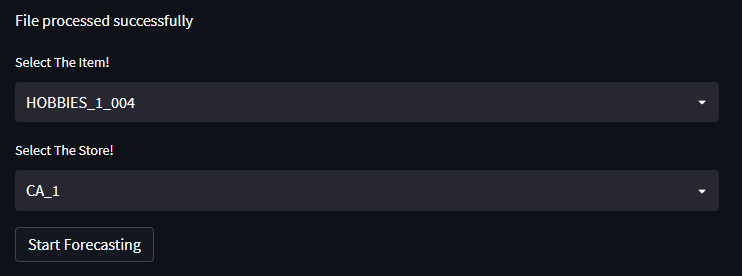 File processed successfully
Select The Item!
HOBBIES_1_004
Select The Store!
CA_1
Start Forecasting